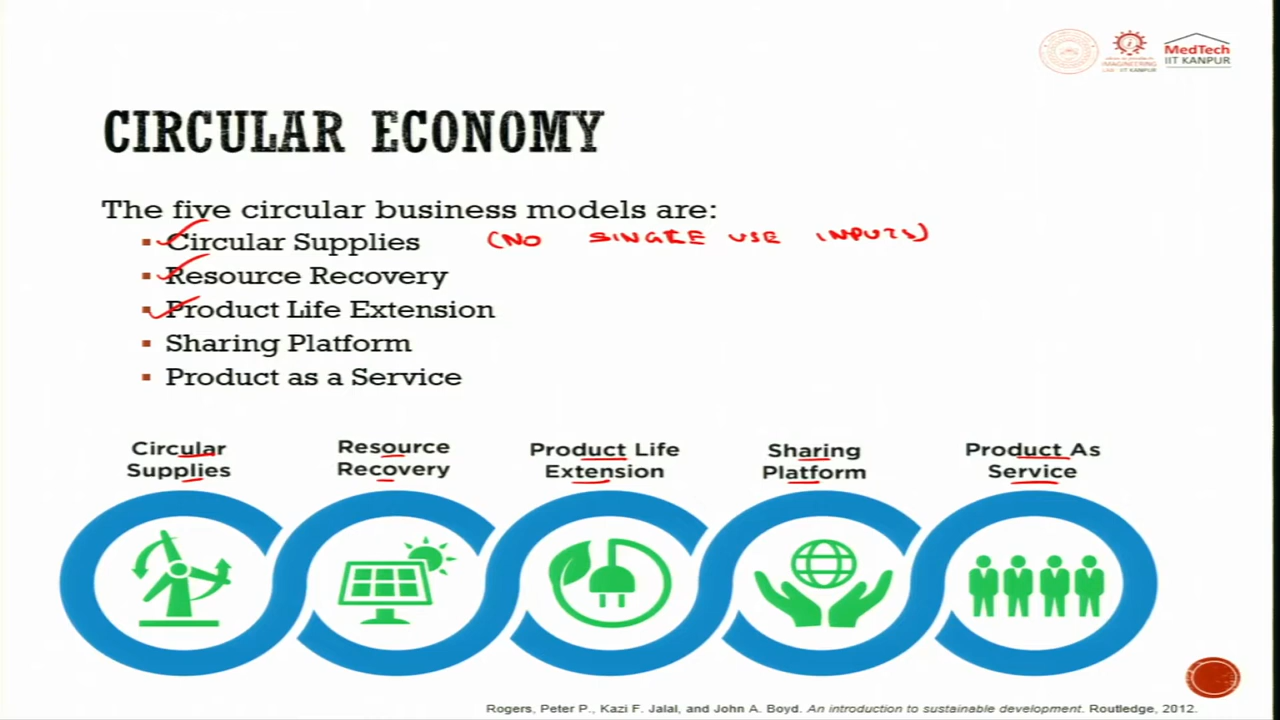 MedTech
IIT KANPUR
CIRCULAR ECONOMY
The five circular business models are:
▪ Circular Supplies (NO SINGLE USE INPUTS)
▪ Resource Recovery
▪ Product Life Extension
▪ Sharing Platform
▪ Product as a Service
Circular Supplies
Resource Recovery
Product Life Extension
Sharing Platform
Product As Service
Rogers, Peter P., Kazi F. Jalal, and John A. Boyd. An introduction to sustainable development. Routledge, 2012.